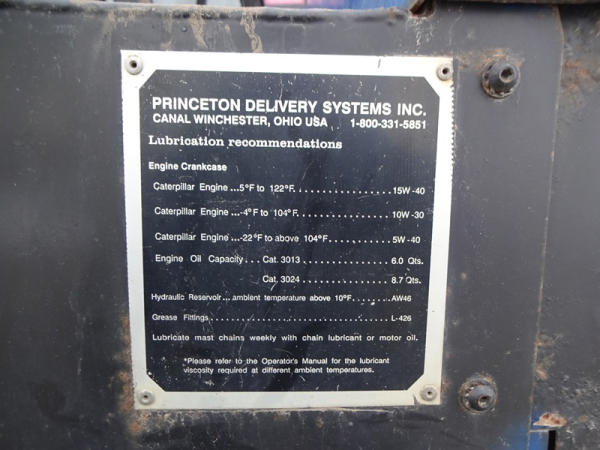 PRINCETON DELIVERY SYSTEMS INC.
CANAL WINCHESTER, OHIO USA 1-800-331-5851
Lubrication recommendations
Engine Crankcase
Caterpillar Engine...5°F to 122°F......................15W-40
Caterpillar Engine...-4°F to 104°F.....................10W-30
Caterpillar Engine...-22°F to above 104°F...............5W-40
Engine Oil Capacity...Cat. 3013.....................6.0 Qts.
Cat. 3024.....................8.7 Qts.
Hydraulic Reservoir...ambient temperature above 10°F.......AW46
Grease Fittings....................................L-426
Lubricate mast chains weekly with chain lubricant or motor oil.
*Please refer to the Operator's Manual for the lubricant
viscosity required at different ambient temperatures.